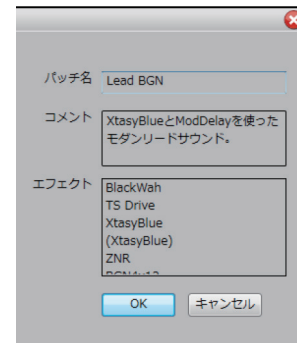 パッチ名 Lead BGN
コメント XtasyBlueとModDelayを使った
モダンリードサウンド。
エフェクト BlackWah
TS Drive
XtasyBlue
(XtasyBlue)
ZNR
OK キャンセル